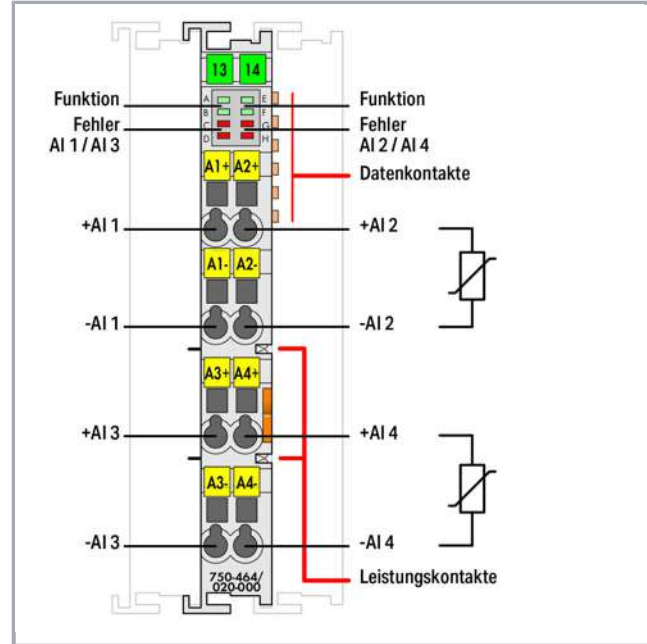 13 14
Funktion
A
B
C
D
E
F
G
H
Funktion
Fehler
AI 1 / AI 3
Fehler
AI 2 / AI 4
A1+ A2+
Datenkontakte
+AI 1
+AI 2
A1- A2-
-AI 1
-AI 2
A3+ A4+
+AI 3
+AI 4
A3- A4-
-AI 3
-AI 4
750-464/
020-000
Leistungskontakte